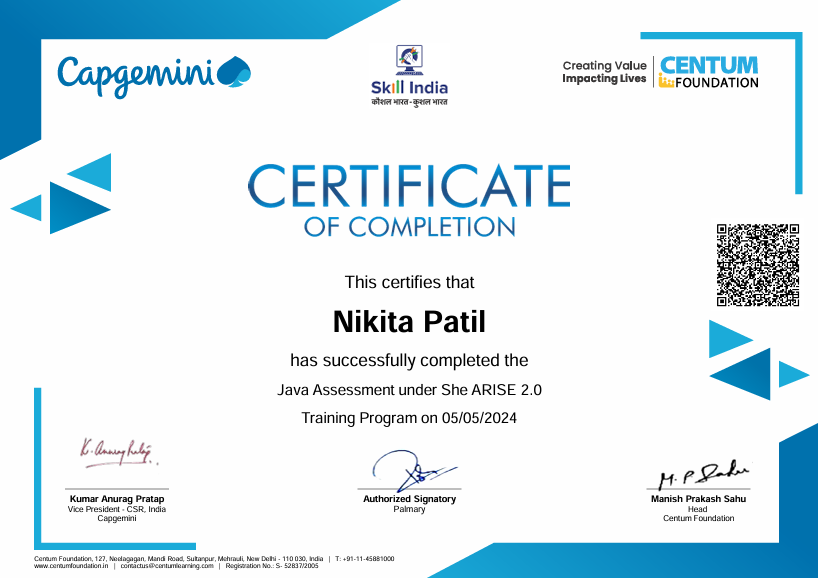 Capgemini
Skill India
कौशल भारत-कुशल भारत
Creating Value
Impacting Lives
CENTUM
FOUNDATION
CERTIFICATE
OF COMPLETION
This certifies that
Nikita Patil
has successfully completed the
Java Assessment under She ARISE 2.0
Training Program on 05/05/2024
M. P Sahu
Kumar Anurag Pratap
Vice President - CSR, India
Capgemini
Authorized Signatory
Palmary
Manish Prakash Sahu
Head
Centum Foundation
Centum Foundation, 127, Neelagagan, Mandi Road, Sultanpur, Mehrauli, New Delhi - 110 030, India | T: +91-11-45881000
www.centumfoundation.in | contactus@centumlearning.com | Registration No.: S- 52837/2005